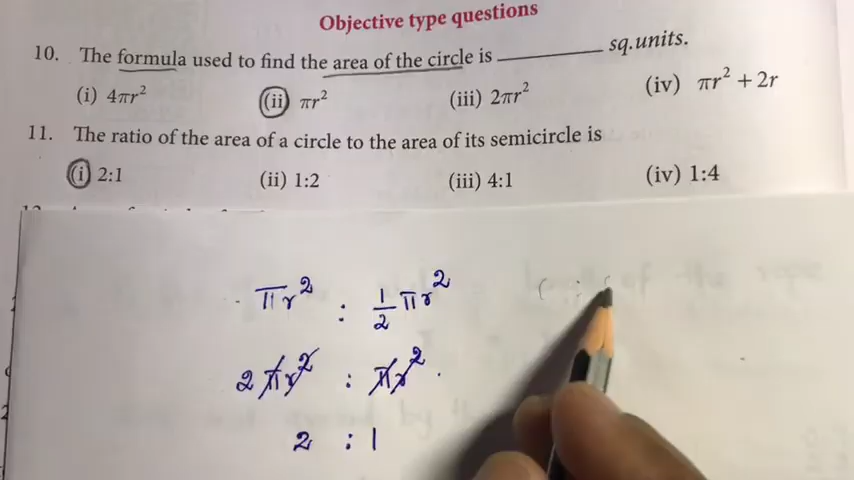 Objective type questions
10. The formula used to find the area of the circle is ________ sq.units.
(i) 4πr² (ii) πr² (iii) 2πr² (iv) πr² + 2r
11. The ratio of the area of a circle to the area of its semicircle is
(i) 2:1 (ii) 1:2 (iii) 4:1 (iv) 1:4
πr² : 1/2 πr²
2πr² : πr²
2 : 1